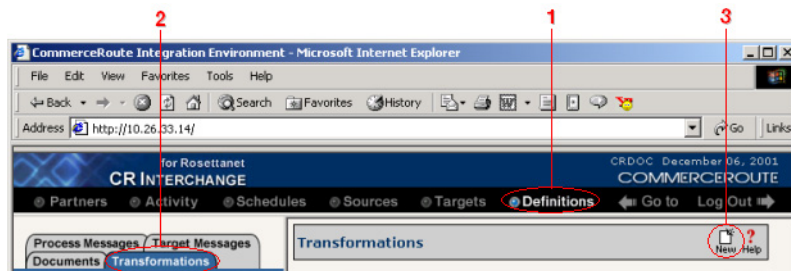 2 1 3
CommerceRoute Integration Environment - Microsoft Internet Explorer
File Edit View Favorites Tools Help
Back Search Favorites History
Address http://10.26.33.14/ Go Links
for Rosettanet CRDOC December 06, 2001
CR INTERCHANGE COMMERCEROUTE
Partners Activity Schedules Sources Targets Definitions Go to Log Out
Process Messages Target Messages
Documents Transformations
Transformations
New Help